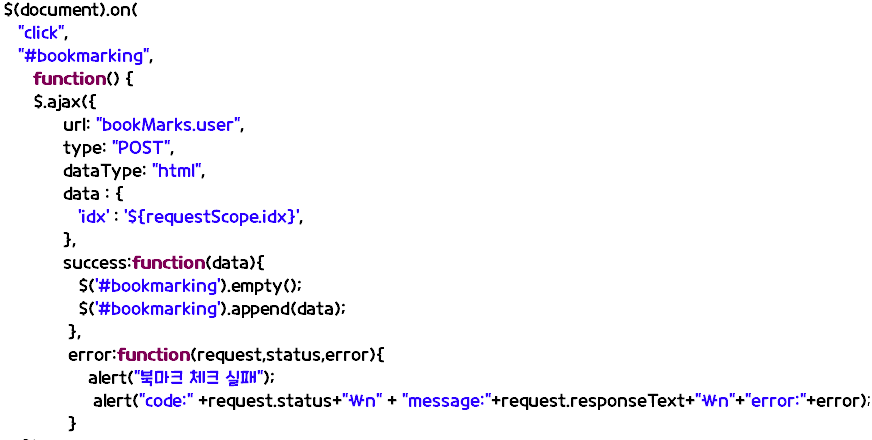 $(document).on(
"click",
"#bookmarking",
function() {
$.ajax({
url: "bookMarks.user",
type: "POST",
dataType: "html",
data : {
'idx' : '${requestScope.idx}',
},
success:function(data){
$('#bookmarking').empty();
$('#bookmarking').append(data);
},
error:function(request,status,error){
alert("북마크 체크 실패");
alert("code:" +request.status+"₩n" + "message:"+request.responseText+"₩n"+"error:"+error);
}